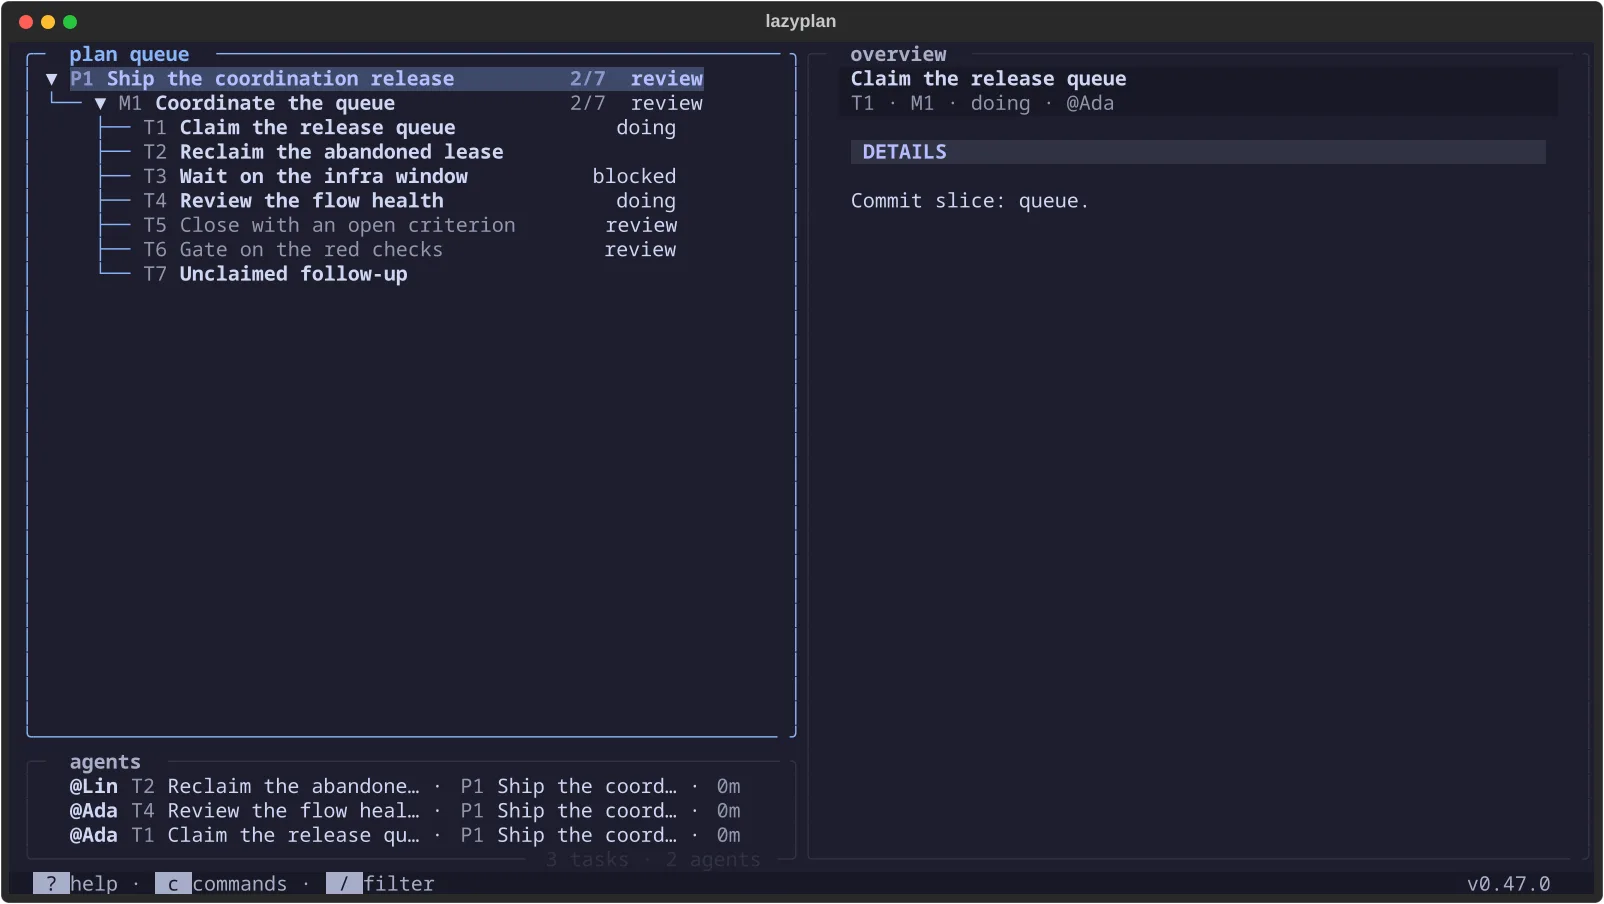 lazyplan
plan queue
▼ P1 Ship the coordination release 2/7 review
▼ M1 Coordinate the queue 2/7 review
T1 Claim the release queue doing
T2 Reclaim the abandoned lease
T3 Wait on the infra window blocked
T4 Review the flow health doing
T5 Close with an open criterion review
T6 Gate on the red checks review
T7 Unclaimed follow-up
agents
@Lin T2 Reclaim the abandone… · P1 Ship the coord… · 0m
@Ada T4 Review the flow heal… · P1 Ship the coord… · 0m
@Ada T1 Claim the release qu… · P1 Ship the coord… · 0m
3 tasks · 2 agents
overview
Claim the release queue
T1 · M1 · doing · @Ada
DETAILS
Commit slice: queue.
? help · c commands · / filter
v0.47.0